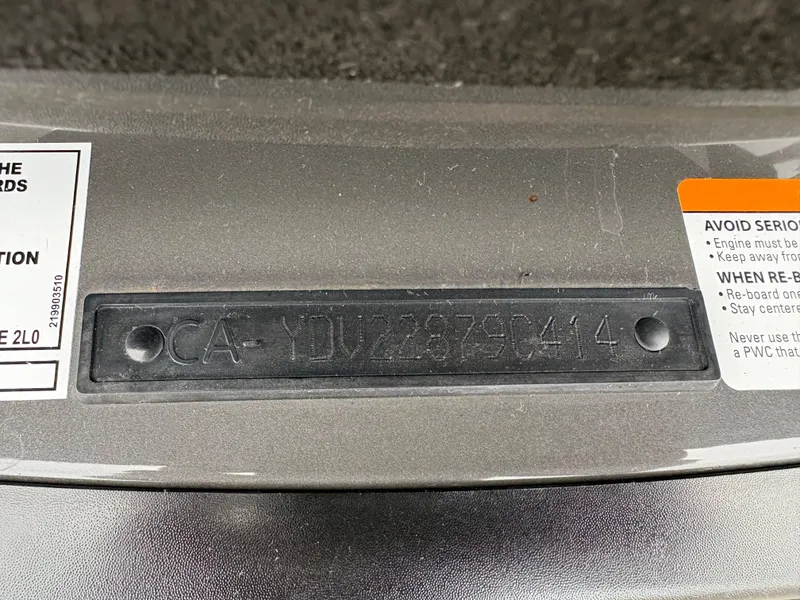 THE
RDS
TION
219903510
E 2L0
CA-YDV22879C414
AVOID SERIO
• Engine must be
• Keep away fro
WHEN RE-B
• Re-board one
• Stay centere
Never use th
a PWC that